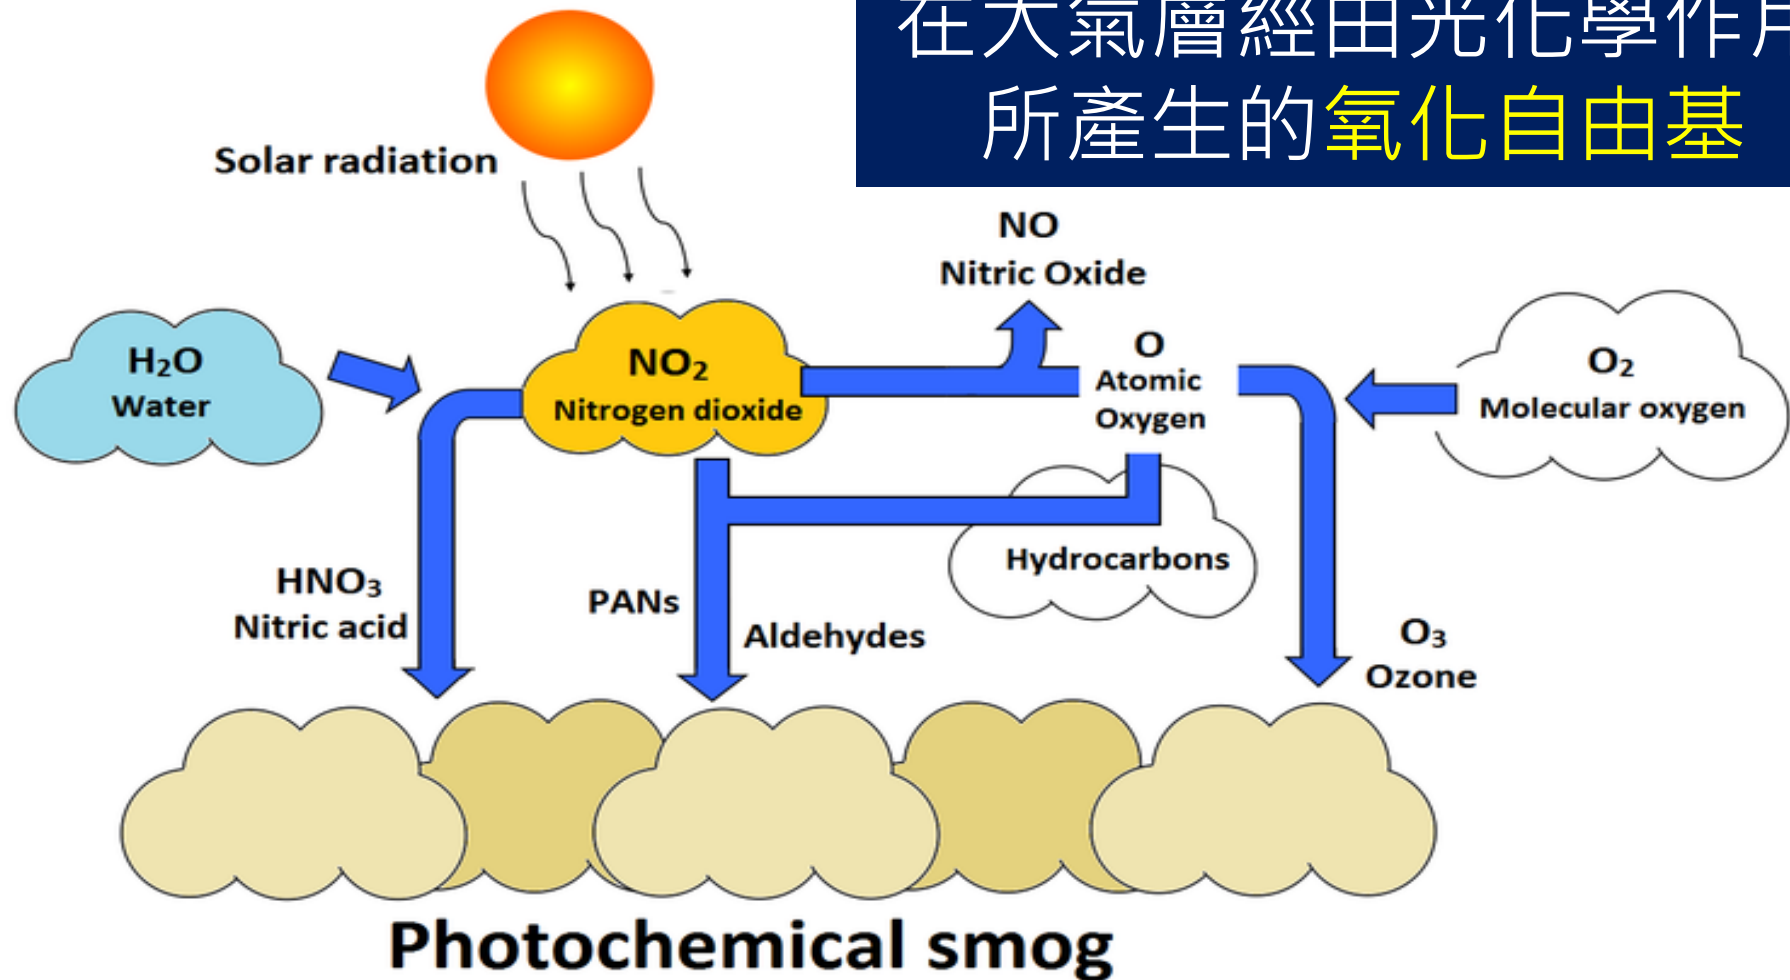 在大氣層經由光化學作用
所產生的氧化自由基
Solar radiation
NO
Nitric Oxide
H₂O
Water
NO₂
Nitrogen dioxide
O
Atomic
Oxygen
O₂
Molecular oxygen
Hydrocarbons
HNO₃
Nitric acid
PANs
Aldehydes
O₃
Ozone
Photochemical smog